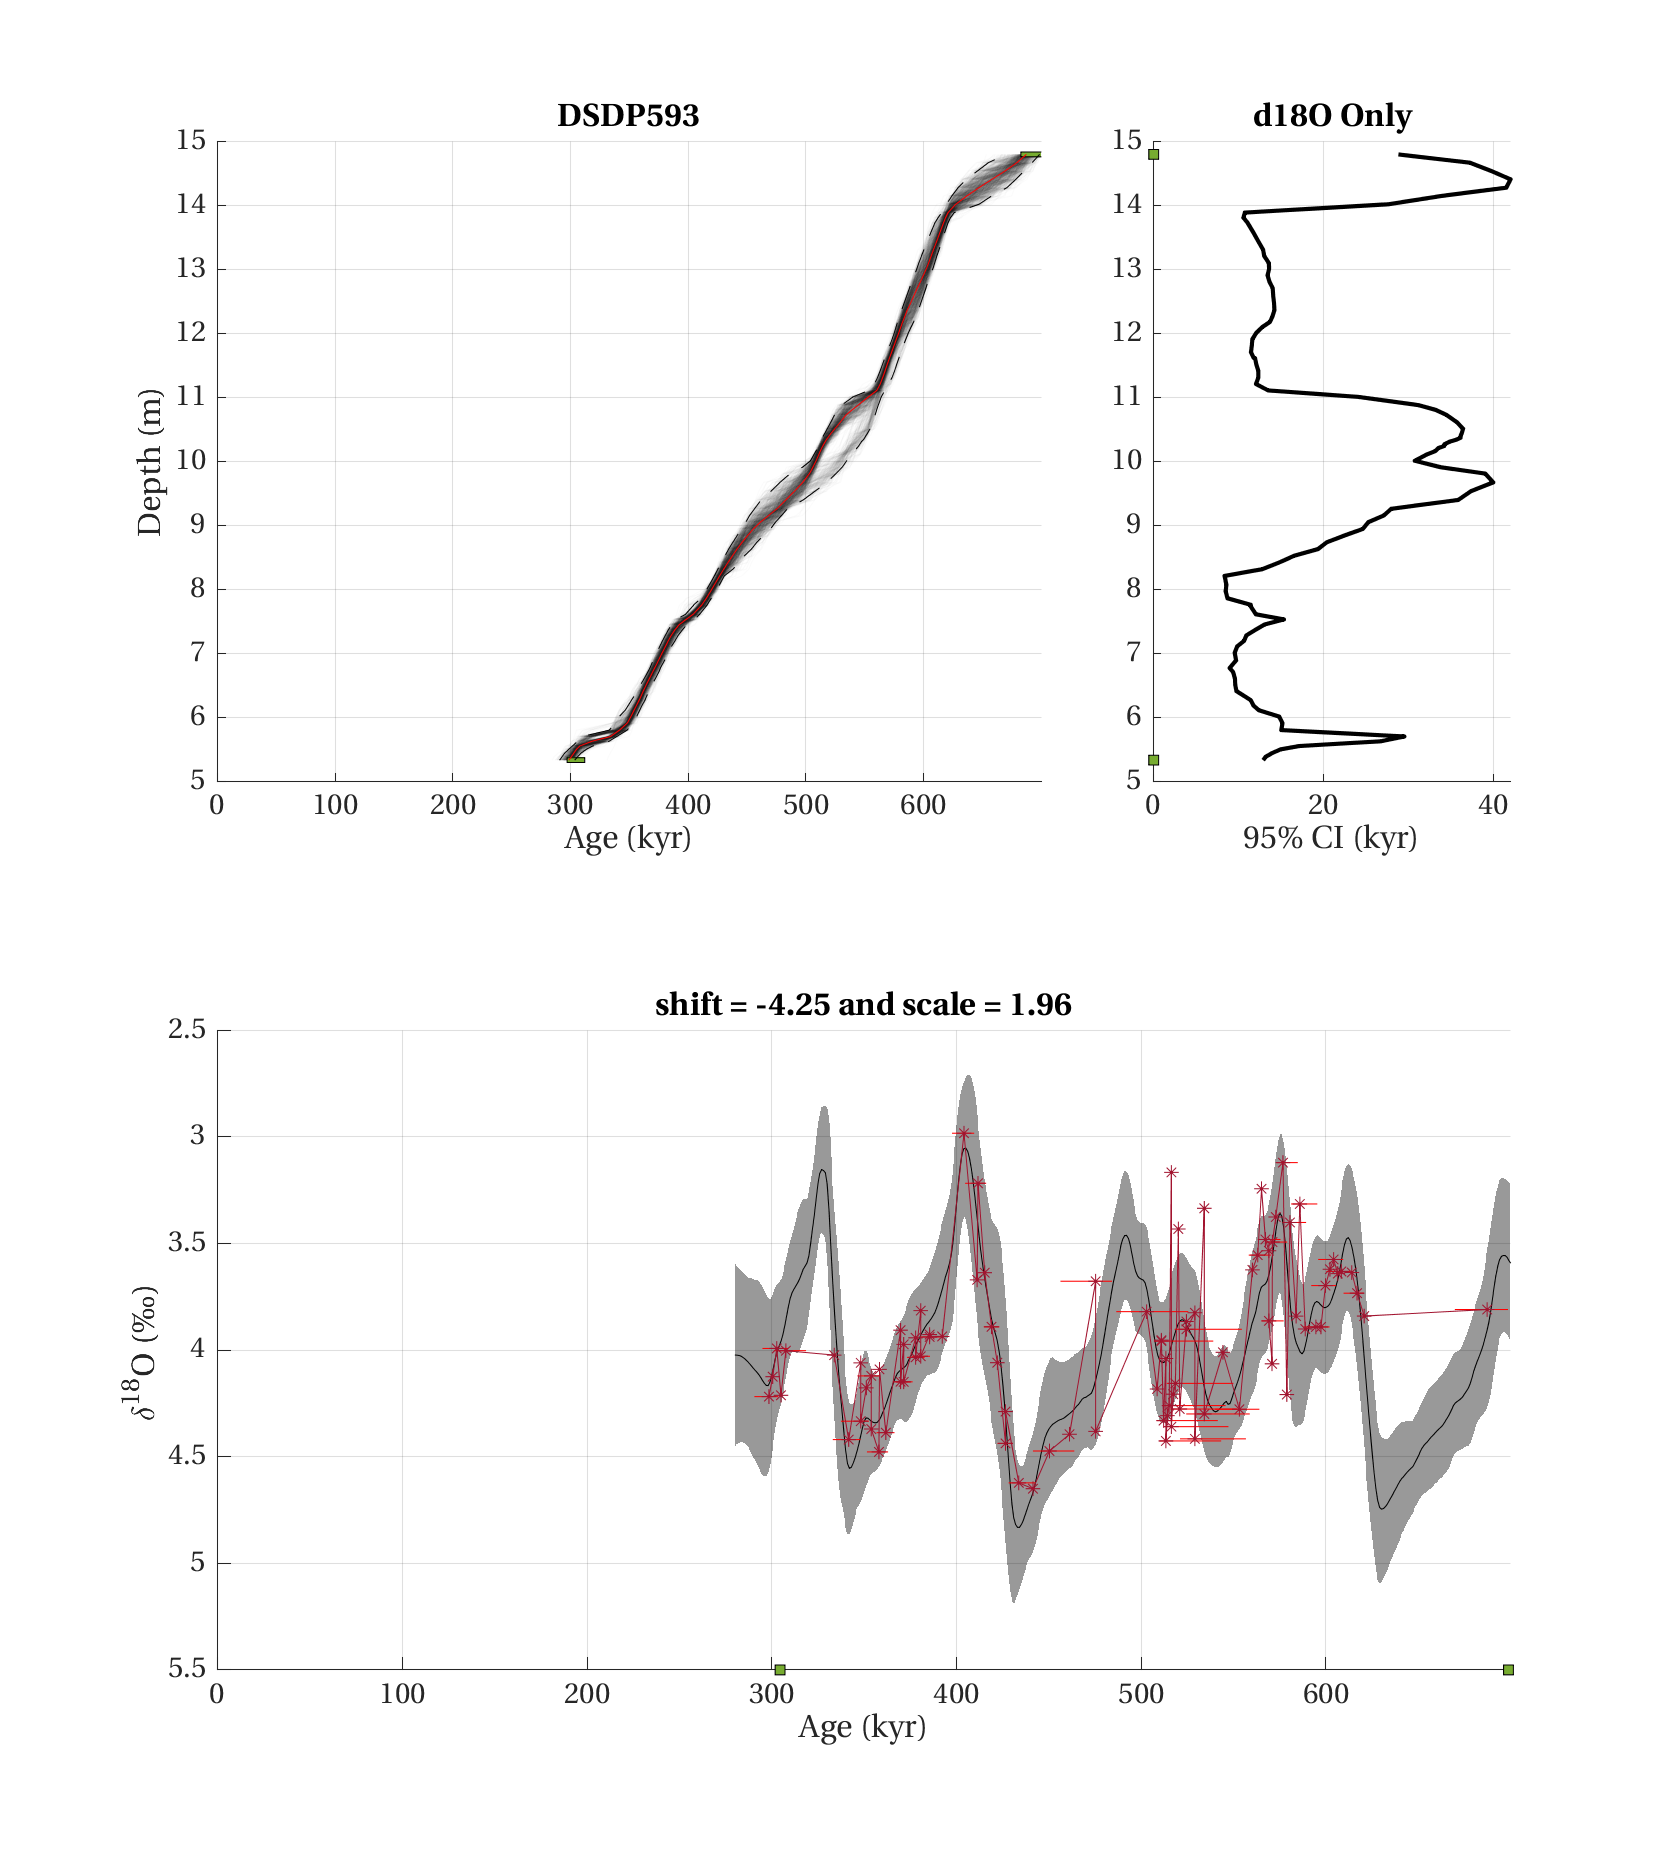 DSDP593
15
14
13
12
11
10
9
8
7
6
5
Depth (m)
0 100 200 300 400 500 600
Age (kyr)
d18O Only
15
14
13
12
11
10
9
8
7
6
5
0 20 40
95% CI (kyr)
shift = -4.25 and scale = 1.96
2.5
3
3.5
4
4.5
5
5.5
δ18O (‰)
0 100 200 300 400 500 600
Age (kyr)